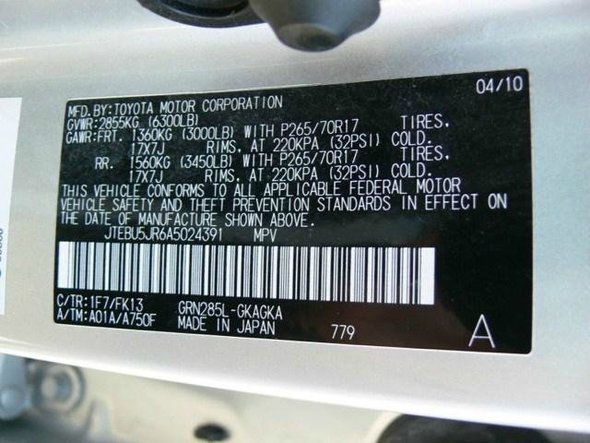 04/10
MFD.BY:TOYOTA MOTOR CORPORATION
GVWR:2855KG (6300LB)
GAWR:FRT. 1360KG (3000LB) WITH P265/70R17 TIRES,
17X7J RIMS, AT 220KPA (32PSI) COLD.
RR. 1560KG (3450LB) WITH P265/70R17 TIRES,
17X7J RIMS, AT 220KPA (32PSI) COLD.
THIS VEHICLE CONFORMS TO ALL APPLICABLE FEDERAL MOTOR
VEHICLE SAFETY AND THEFT PREVENTION STANDARDS IN EFFECT ON
THE DATE OF MANUFACTURE SHOWN ABOVE.
JTEBU5JR6A5024391 MPV
C/TR:1F7/FK13 GRN285L-GKAGKA
A/TM:A01A/A750F MADE IN JAPAN 779 A